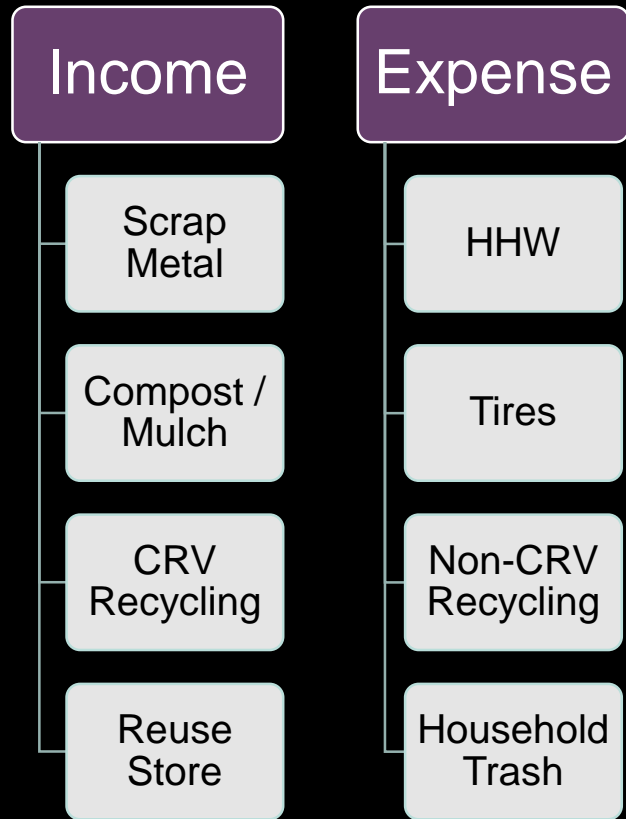 Income
Scrap
Metal
Compost /
Mulch
CRV
Recycling
Reuse
Store
Expense
HHW
Tires
Non-CRV
Recycling
Household
Trash